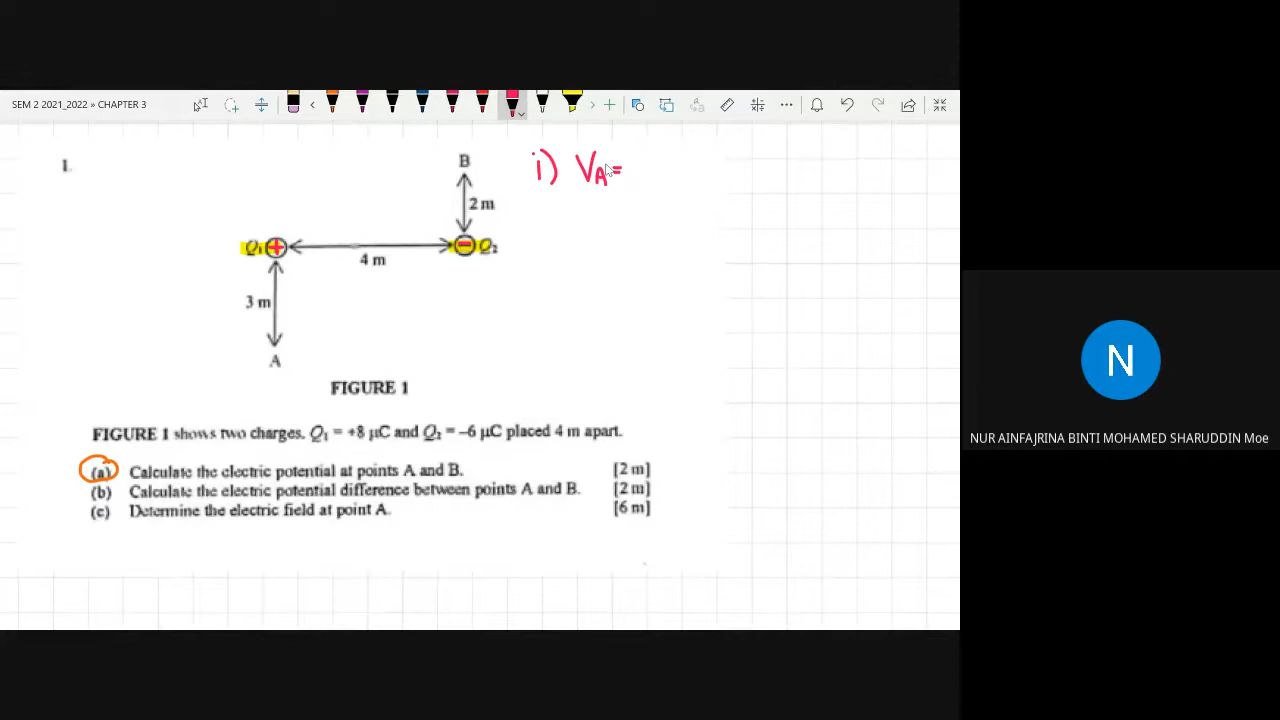 SEM 2 2021_2022 » CHAPTER 3
1.
B
i) VA=
2 m
Q1 + − Q2
4 m
3 m
A
FIGURE 1
FIGURE 1 shows two charges, Q1 = +8 µC and Q2 = –6 µC placed 4 m apart.
(a) Calculate the electric potential at points A and B. [2 m]
(b) Calculate the electric potential difference between points A and B. [2 m]
(c) Determine the electric field at point A. [6 m]
N
NUR AINFAJRINA BINTI MOHAMED SHARUDDIN Moe